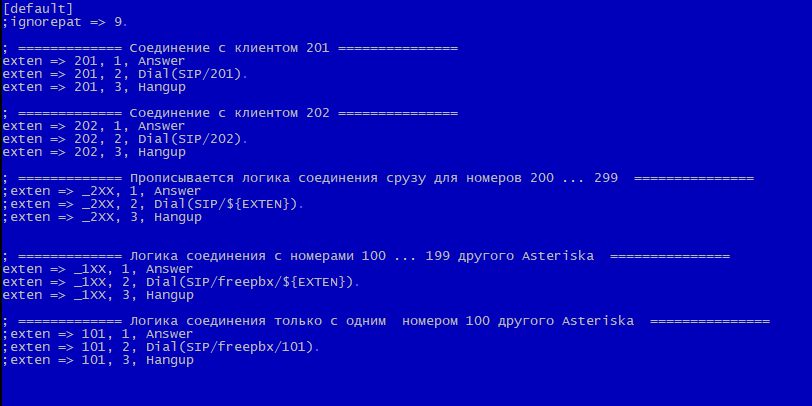 [default]
;ignorepat => 9.
; ============= Соединение с клиентом 201 ===============
exten => 201, 1, Answer
exten => 201, 2, Dial(SIP/201).
exten => 201, 3, Hangup
; ============= Соединение с клиентом 202 ===============
exten => 202, 1, Answer
exten => 202, 2, Dial(SIP/202).
exten => 202, 3, Hangup
; ============= Прописывается логика соединения срузу для номеров 200 ... 299  ===============
;exten => _2XX, 1, Answer
;exten => _2XX, 2, Dial(SIP/${EXTEN}).
;exten => _2XX, 3, Hangup
; ============= Логика соединения с номерами 100 ... 199 другого Asteriska  ===============
exten => _1XX, 1, Answer
exten => _1XX, 2, Dial(SIP/freepbx/${EXTEN}).
exten => _1XX, 3, Hangup
; ============= Логика соединения только с одним  номером 100 другого Asteriska  ===============
;exten => 101, 1, Answer
;exten => 101, 2, Dial(SIP/freepbx/101).
;exten => 101, 3, Hangup